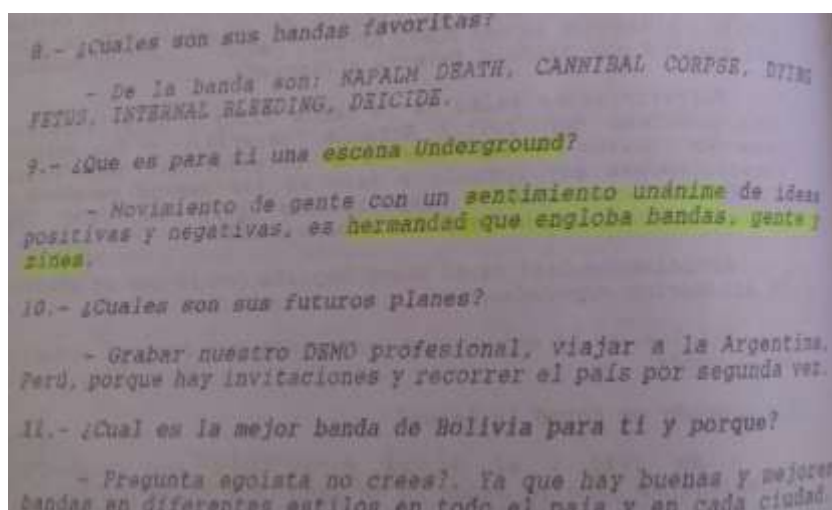 8.- ¿Cuales son sus bandas favoritas?
- De la banda son: NAPALM DEATH, CANNIBAL CORPSE, DYING
FETUS, INTERNAL BLEEDING, DEICIDE.
9.- ¿Que es para ti una escena Underground?
- Movimiento de gente con un sentimiento unánime de ideas
positivas y negativas, es hermandad que engloba bandas, gente y
zines.
10.- ¿Cuales son sus futuros planes?
- Grabar nuestro DEMO profesional, viajar a la Argentina,
Perú, porque hay invitaciones y recorrer el país por segunda vez.
11.- ¿Cual es la mejor banda de Bolivia para ti y porque?
- Pregunta egoista no crees?. Ya que hay buenas y mejores
bandas en diferentes estilos en todo el país y en cada ciudad.